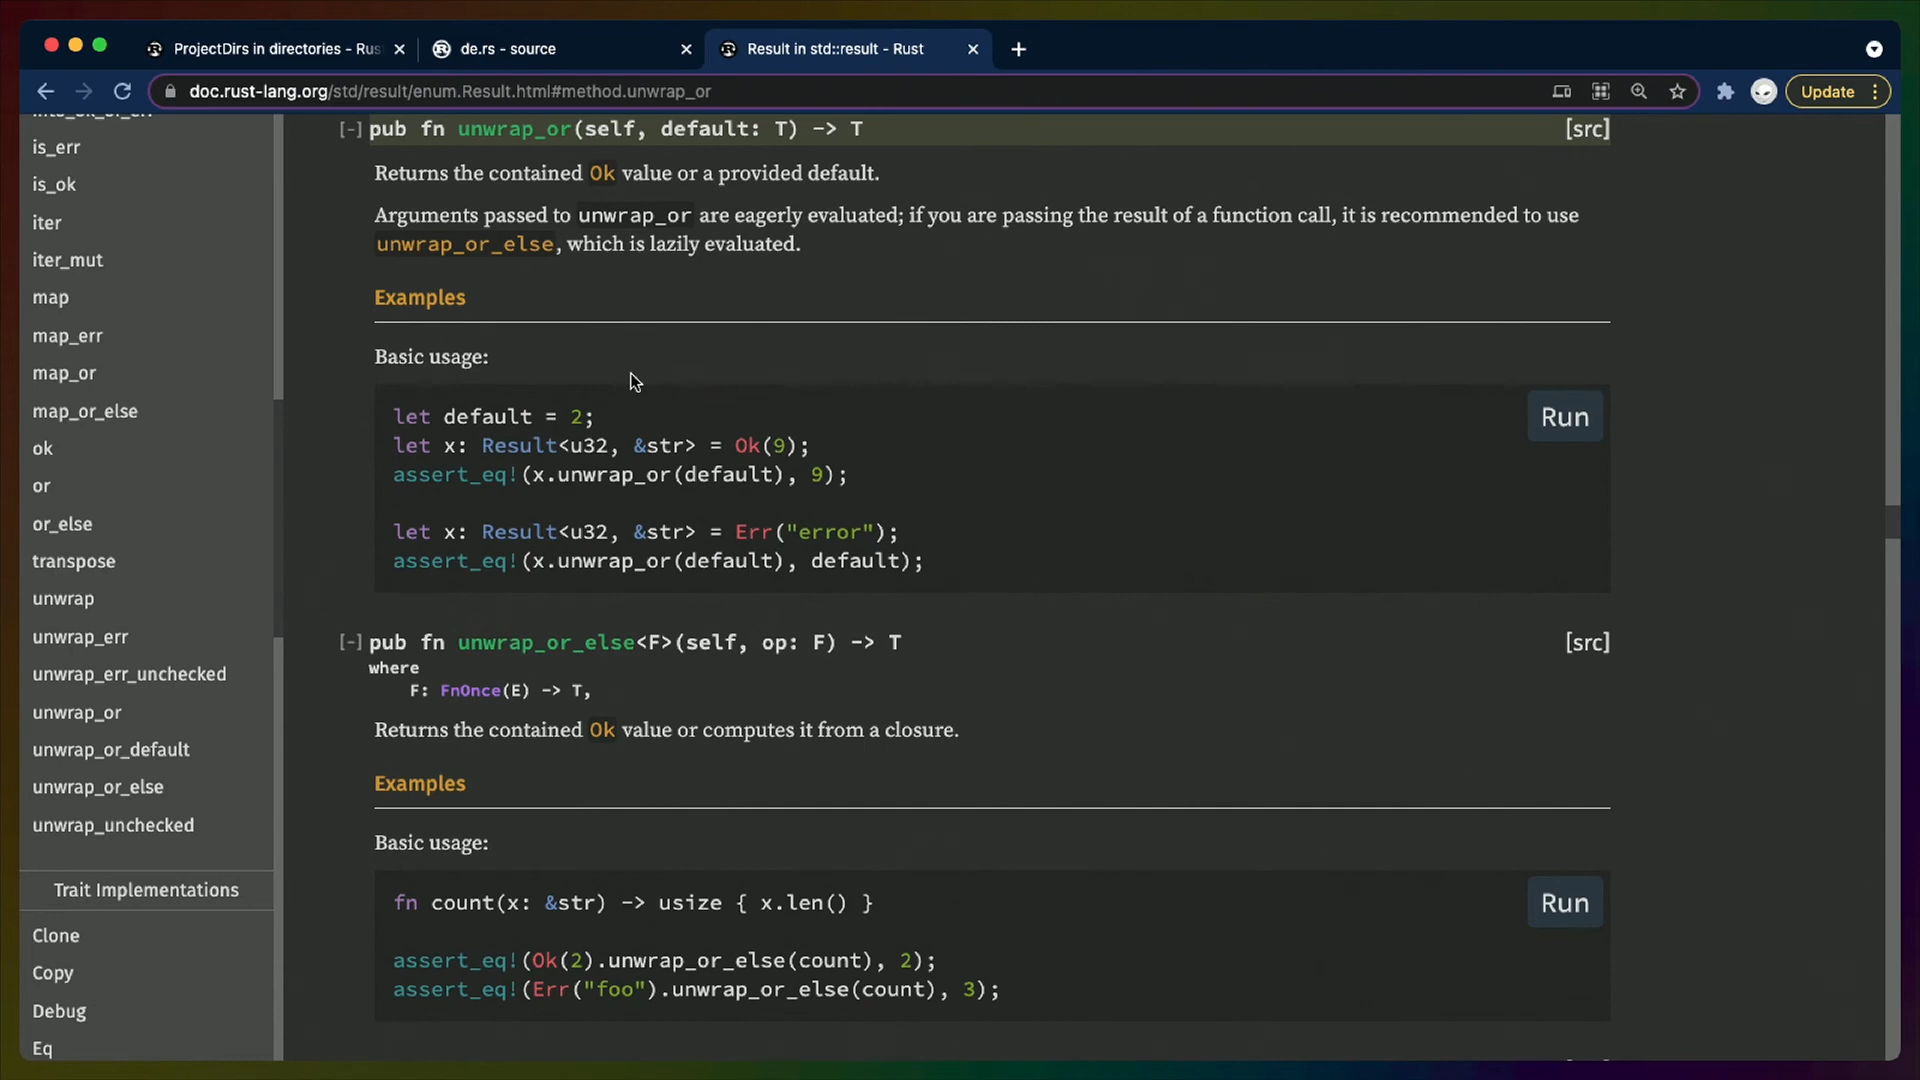 ProjectDirs in directories - Rus
de.rs - source
Result in std::result - Rust
doc.rust-lang.org/std/result/enum.Result.html#method.unwrap_or
Update
is_err
is_ok
iter
iter_mut
map
map_err
map_or
map_or_else
ok
or
or_else
transpose
unwrap
unwrap_err
unwrap_err_unchecked
unwrap_or
unwrap_or_default
unwrap_or_else
unwrap_unchecked
Trait Implementations
Clone
Copy
Debug
Eq
[-] pub fn unwrap_or(self, default: T) -> T [src]
Returns the contained Ok value or a provided default.
Arguments passed to unwrap_or are eagerly evaluated; if you are passing the result of a function call, it is recommended to use
unwrap_or_else, which is lazily evaluated.
Examples
Basic usage:
Run
let default = 2;
let x: Result<u32, &str> = Ok(9);
assert_eq!(x.unwrap_or(default), 9);
let x: Result<u32, &str> = Err("error");
assert_eq!(x.unwrap_or(default), default);
[-] pub fn unwrap_or_else<F>(self, op: F) -> T [src]
where
F: FnOnce(E) -> T,
Returns the contained Ok value or computes it from a closure.
Examples
Basic usage:
Run
fn count(x: &str) -> usize { x.len() }
assert_eq!(Ok(2).unwrap_or_else(count), 2);
assert_eq!(Err("foo").unwrap_or_else(count), 3);